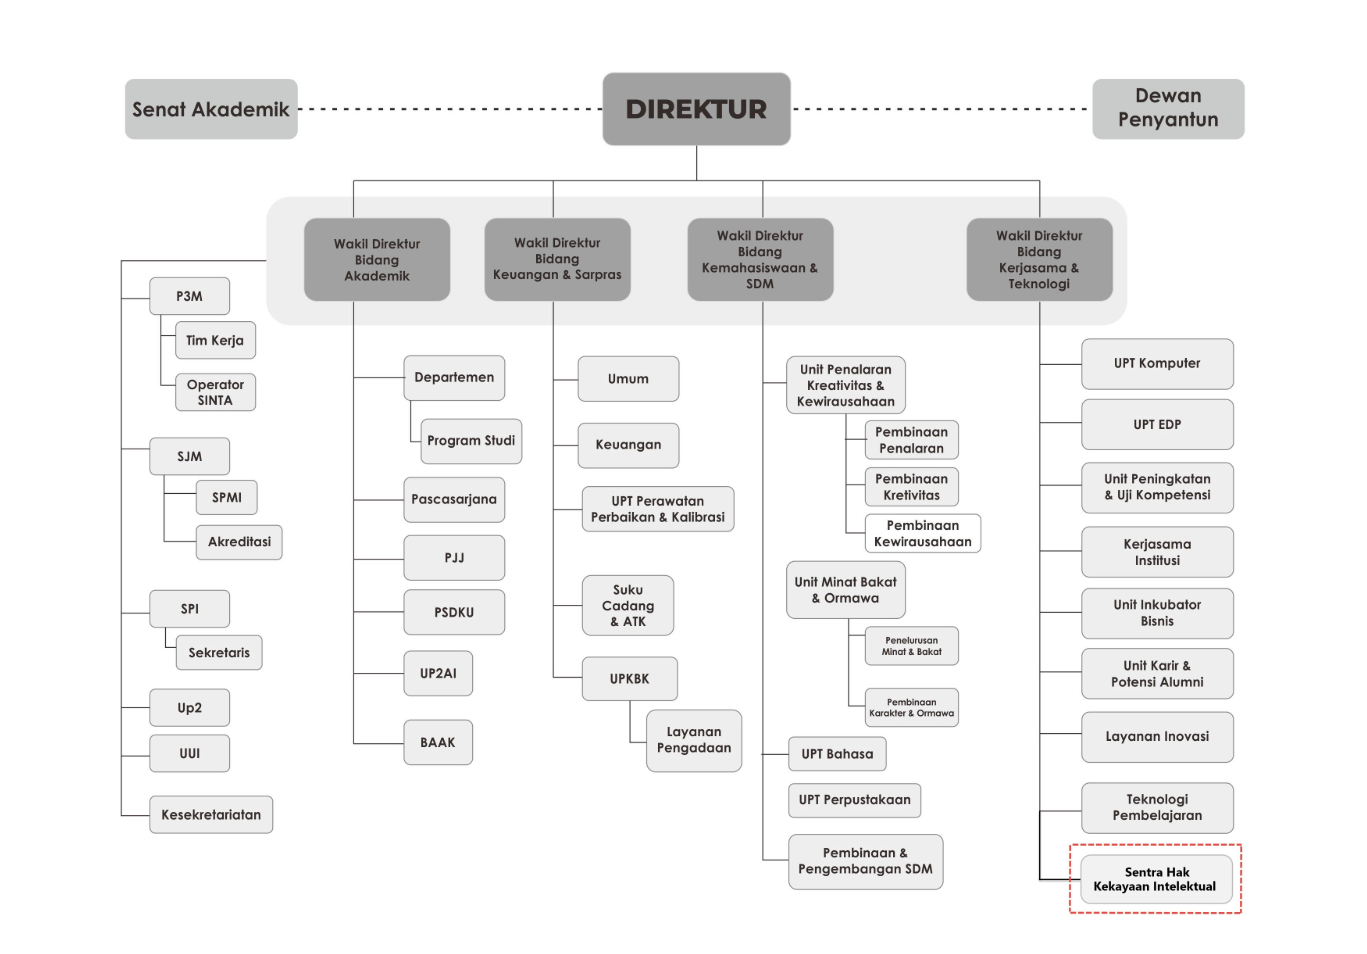 Senat Akademik
DIREKTUR
Dewan
Penyantun
Wakil Direktur
Bidang
Akademik
Wakil Direktur
Bidang
Keuangan & Sarpras
Wakil Direktur
Bidang
Kemahasiswaan &
SDM
Wakil Direktur
Bidang
Kerjasama &
Teknologi
P3M
Tim Kerja
Operator
SINTA
SJM
SPMI
Akreditasi
SPI
Sekretaris
Up2
UUI
Kesekretariatan
Departemen
Program Studi
Pascasarjana
PJJ
PSDKU
UP2AI
BAAK
Umum
Keuangan
UPT Perawatan
Perbaikan & Kalibrasi
Suku
Cadang
& ATK
UPKBK
Layanan
Pengadaan
Unit Penalaran
Kreativitas &
Kewirausahaan
Pembinaan
Penalaran
Pembinaan
Kretivitas
Pembinaan
Kewirausahaan
Unit Minat Bakat
& Ormawa
Penelurusan
Minat & Bakat
Pembinaan
Karakter & Ormawa
UPT Bahasa
UPT Perpustakaan
Pembinaan &
Pengembangan SDM
UPT Komputer
UPT EDP
Unit Peningkatan
& Uji Kompetensi
Kerjasama
Institusi
Unit Inkubator
Bisnis
Unit Karir &
Potensi Alumni
Layanan Inovasi
Teknologi
Pembelajaran
Sentra Hak
Kekayaan Intelektual